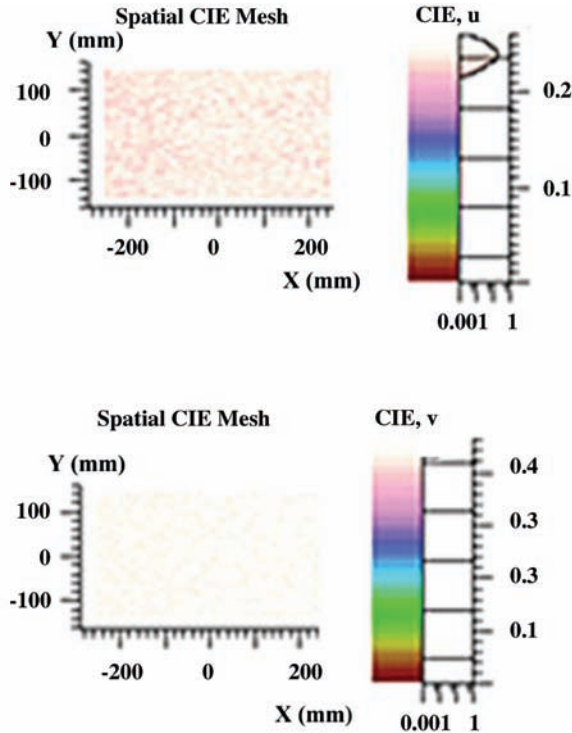 Spatial CIE Mesh
CIE, u
Y (mm)
100
0
-100
-200 0 200
X (mm)
0.2
0.1
0.001 1
Spatial CIE Mesh
CIE, v
Y (mm)
100
0
-100
-200 0 200
X (mm)
0.4
0.3
0.3
0.1
0.001 1